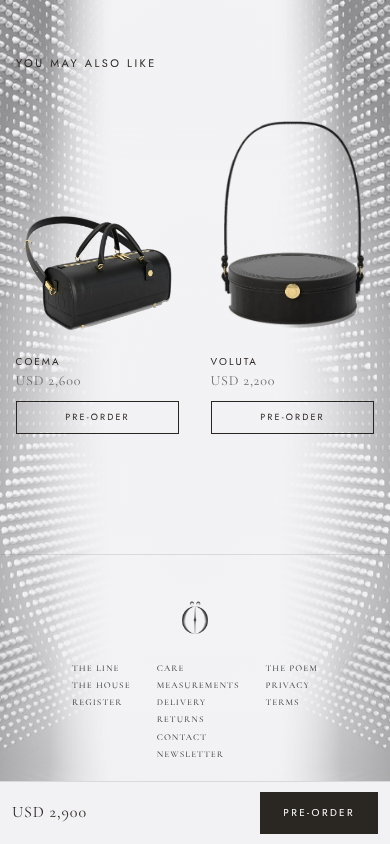 YOU MAY ALSO LIKE
COEMA
USD 2,600
PRE-ORDER
VOLUTA
USD 2,200
PRE-ORDER
THE LINE
THE HOUSE
REGISTER
CARE
MEASUREMENTS
DELIVERY
RETURNS
CONTACT
NEWSLETTER
THE POEM
PRIVACY
TERMS
USD 2,900
PRE-ORDER